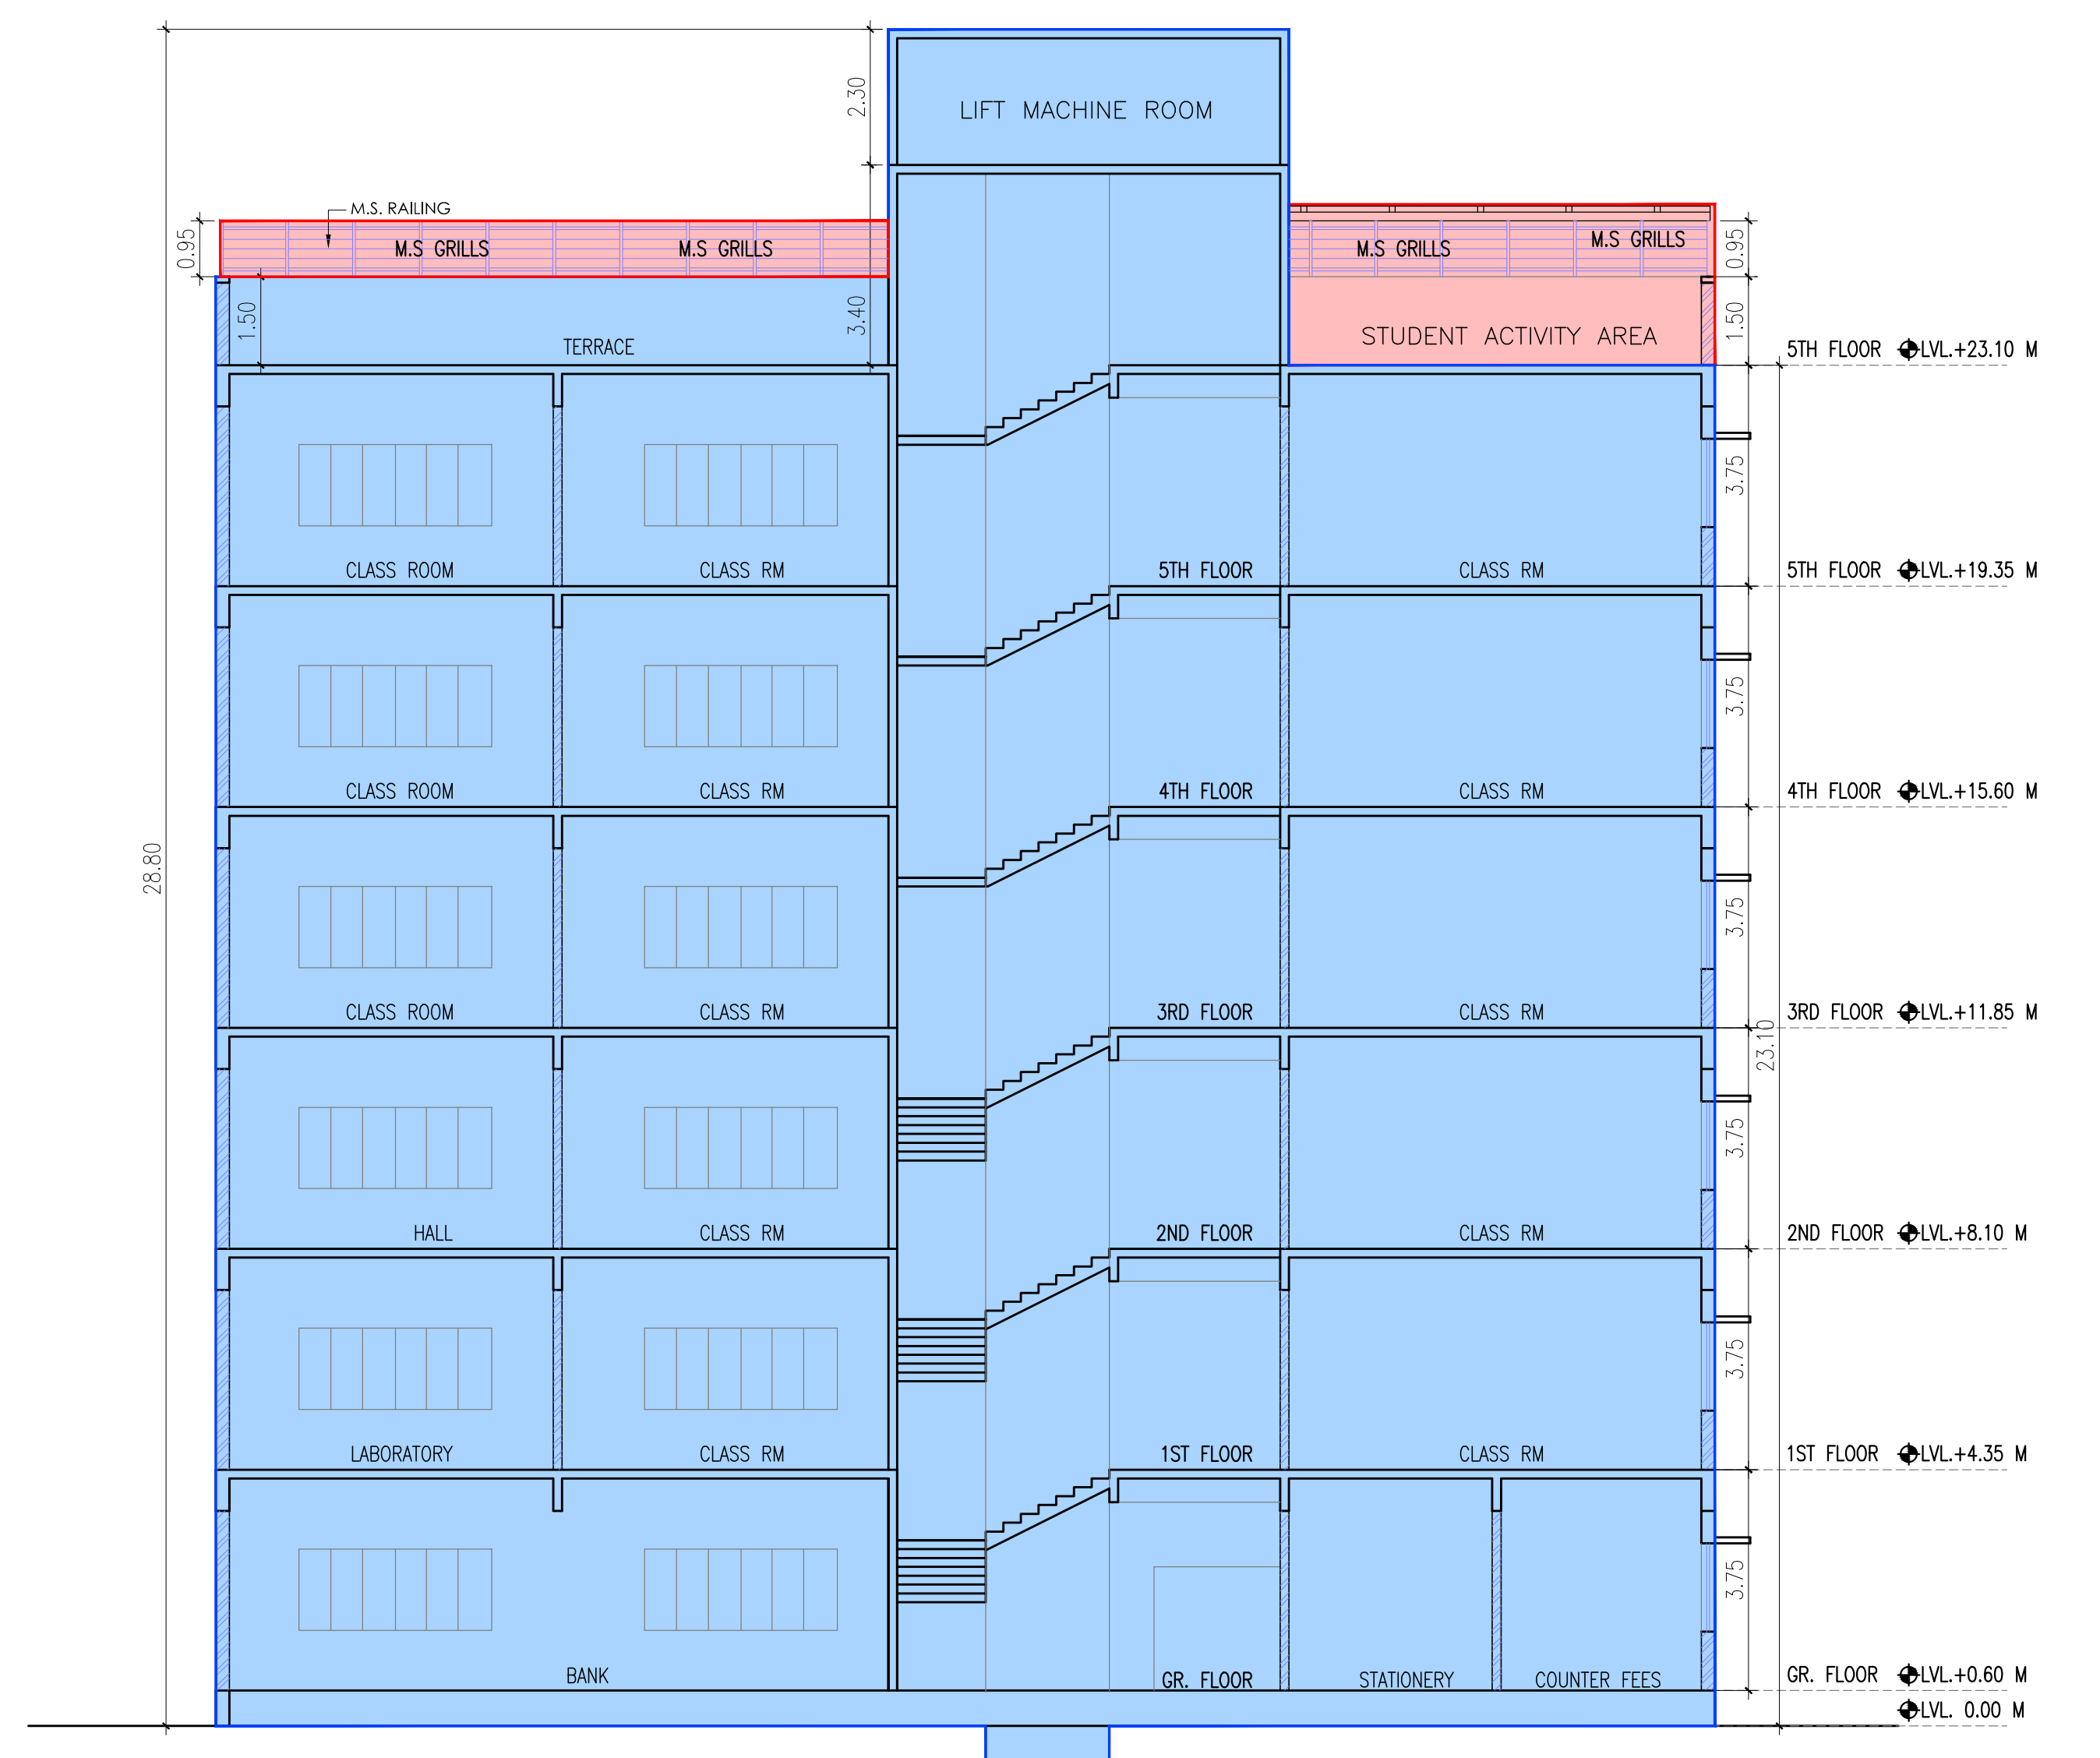 2.30
LIFT MACHINE ROOM
M.S. RAILING
0.95
M.S GRILLS
M.S GRILLS
M.S GRILLS
M.S GRILLS
0.95
1.50
TERRACE
3.40
STUDENT ACTIVITY AREA
1.50
5TH FLOOR LVL.+23.10 M
3.75
CLASS ROOM
CLASS RM
5TH FLOOR
CLASS RM
5TH FLOOR LVL.+19.35 M
3.75
CLASS ROOM
CLASS RM
4TH FLOOR
CLASS RM
4TH FLOOR LVL.+15.60 M
28.80
3.75
CLASS ROOM
CLASS RM
3RD FLOOR
CLASS RM
3RD FLOOR LVL.+11.85 M
23.10
3.75
HALL
CLASS RM
2ND FLOOR
CLASS RM
2ND FLOOR LVL.+8.10 M
3.75
LABORATORY
CLASS RM
1ST FLOOR
CLASS RM
1ST FLOOR LVL.+4.35 M
3.75
BANK
GR. FLOOR
STATIONERY
COUNTER FEES
GR. FLOOR LVL.+0.60 M
LVL. 0.00 M